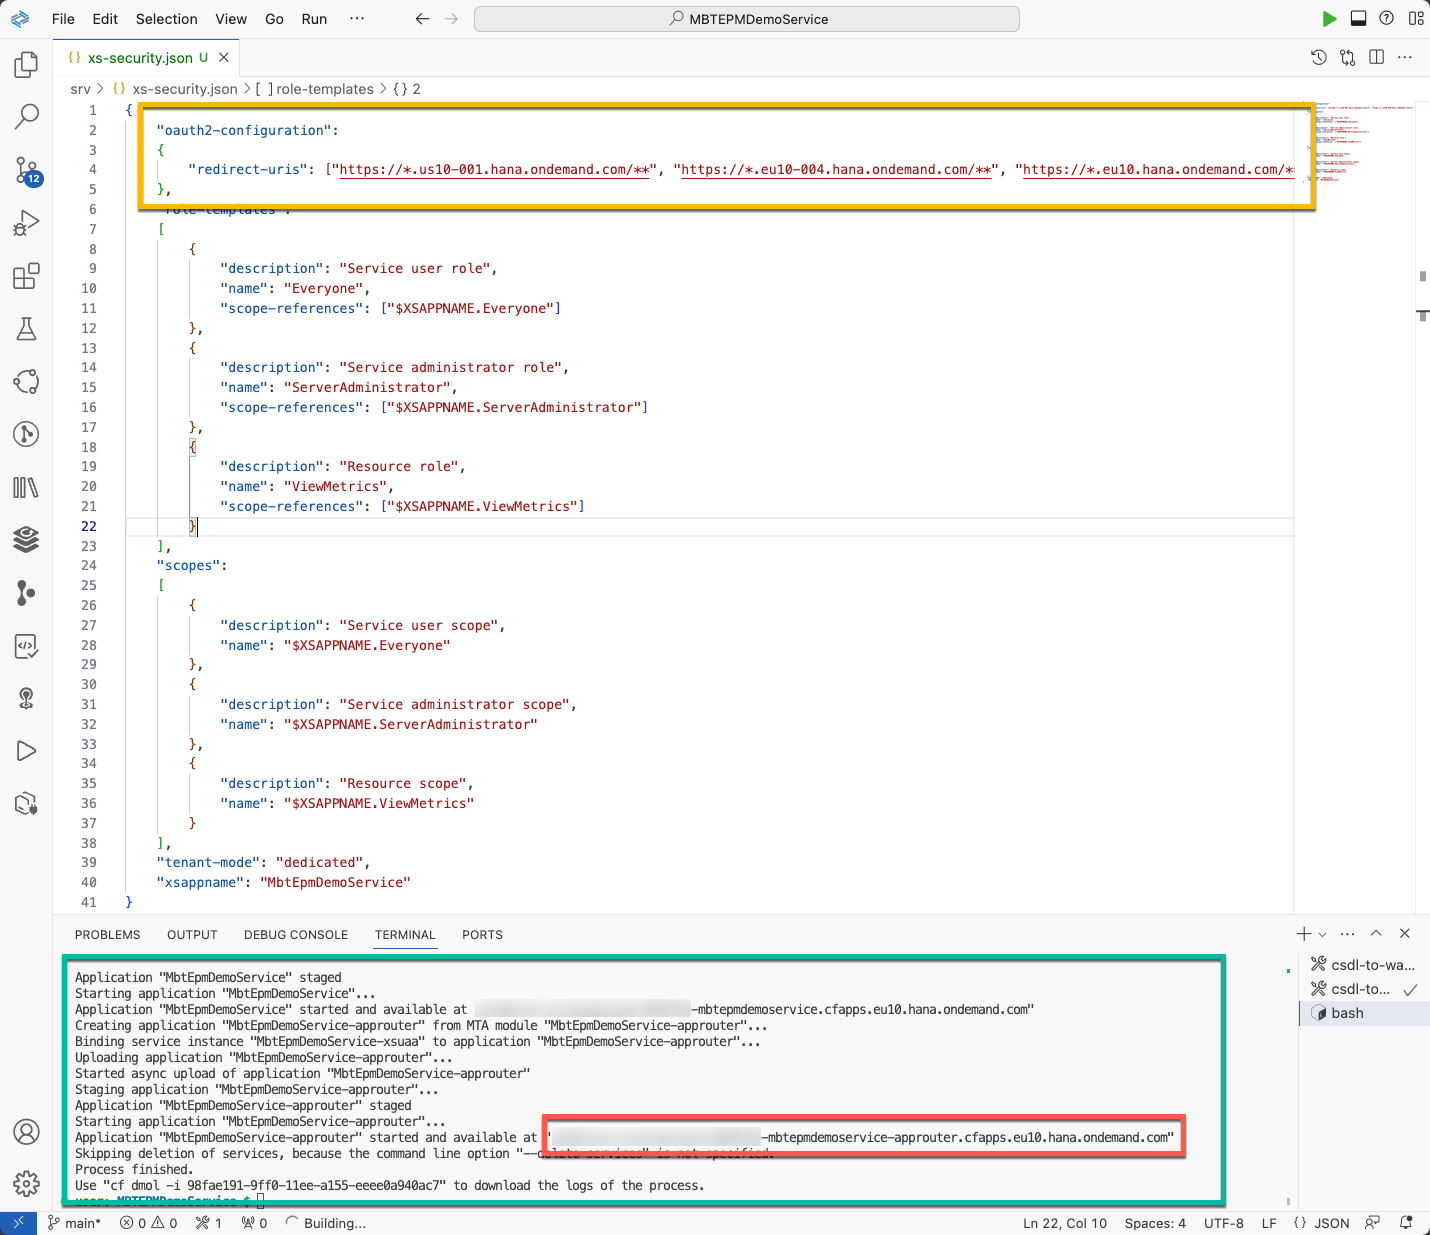 File Edit Selection View Go Run ··· MBTEPMDemoService
{} xs-security.json U
srv > {} xs-security.json > [ ] role-templates > {} 2
1 {
2 "oauth2-configuration":
3 {
4 "redirect-uris": ["https://*.us10-001.hana.ondemand.com/**", "https://*.eu10-004.hana.ondemand.com/**", "https://*.eu10.hana.ondemand.com/*
5 },
6 "role-templates":
7 [
8 {
9 "description": "Service user role",
10 "name": "Everyone",
11 "scope-references": ["$XSAPPNAME.Everyone"]
12 },
13 {
14 "description": "Service administrator role",
15 "name": "ServerAdministrator",
16 "scope-references": ["$XSAPPNAME.ServerAdministrator"]
17 },
18 {
19 "description": "Resource role",
20 "name": "ViewMetrics",
21 "scope-references": ["$XSAPPNAME.ViewMetrics"]
22 }
23 ],
24 "scopes":
25 [
26 {
27 "description": "Service user scope",
28 "name": "$XSAPPNAME.Everyone"
29 },
30 {
31 "description": "Service administrator scope",
32 "name": "$XSAPPNAME.ServerAdministrator"
33 },
34 {
35 "description": "Resource scope",
36 "name": "$XSAPPNAME.ViewMetrics"
37 }
38 ],
39 "tenant-mode": "dedicated",
40 "xsappname": "MbtEpmDemoService"
41 }
12
PROBLEMS OUTPUT DEBUG CONSOLE TERMINAL PORTS
Application "MbtEpmDemoService" staged
Starting application "MbtEpmDemoService"...
Application "MbtEpmDemoService" started and available at -mbtepmdemoservice.cfapps.eu10.hana.ondemand.com"
Creating application "MbtEpmDemoService-approuter" from MTA module "MbtEpmDemoService-approuter"...
Binding service instance "MbtEpmDemoService-xsuaa" to application "MbtEpmDemoService-approuter"...
Uploading application "MbtEpmDemoService-approuter"...
Started async upload of application "MbtEpmDemoService-approuter"
Staging application "MbtEpmDemoService-approuter"...
Application "MbtEpmDemoService-approuter" staged
Starting application "MbtEpmDemoService-approuter"...
Application "MbtEpmDemoService-approuter" started and available at "-mbtepmdemoservice-approuter.cfapps.eu10.hana.ondemand.com"
Skipping deletion of services, because the command line option "--delete-services" is not specified.
Process finished.
Use "cf dmol -i 98fae191-9ff0-11ee-a155-eeee0a940ac7" to download the logs of the process.
user: MBTEPMDemoService $
csdl-to-wa...
csdl-to...
bash
main* 0 0 1 0 Building... Ln 22, Col 10 Spaces: 4 UTF-8 LF {} JSON